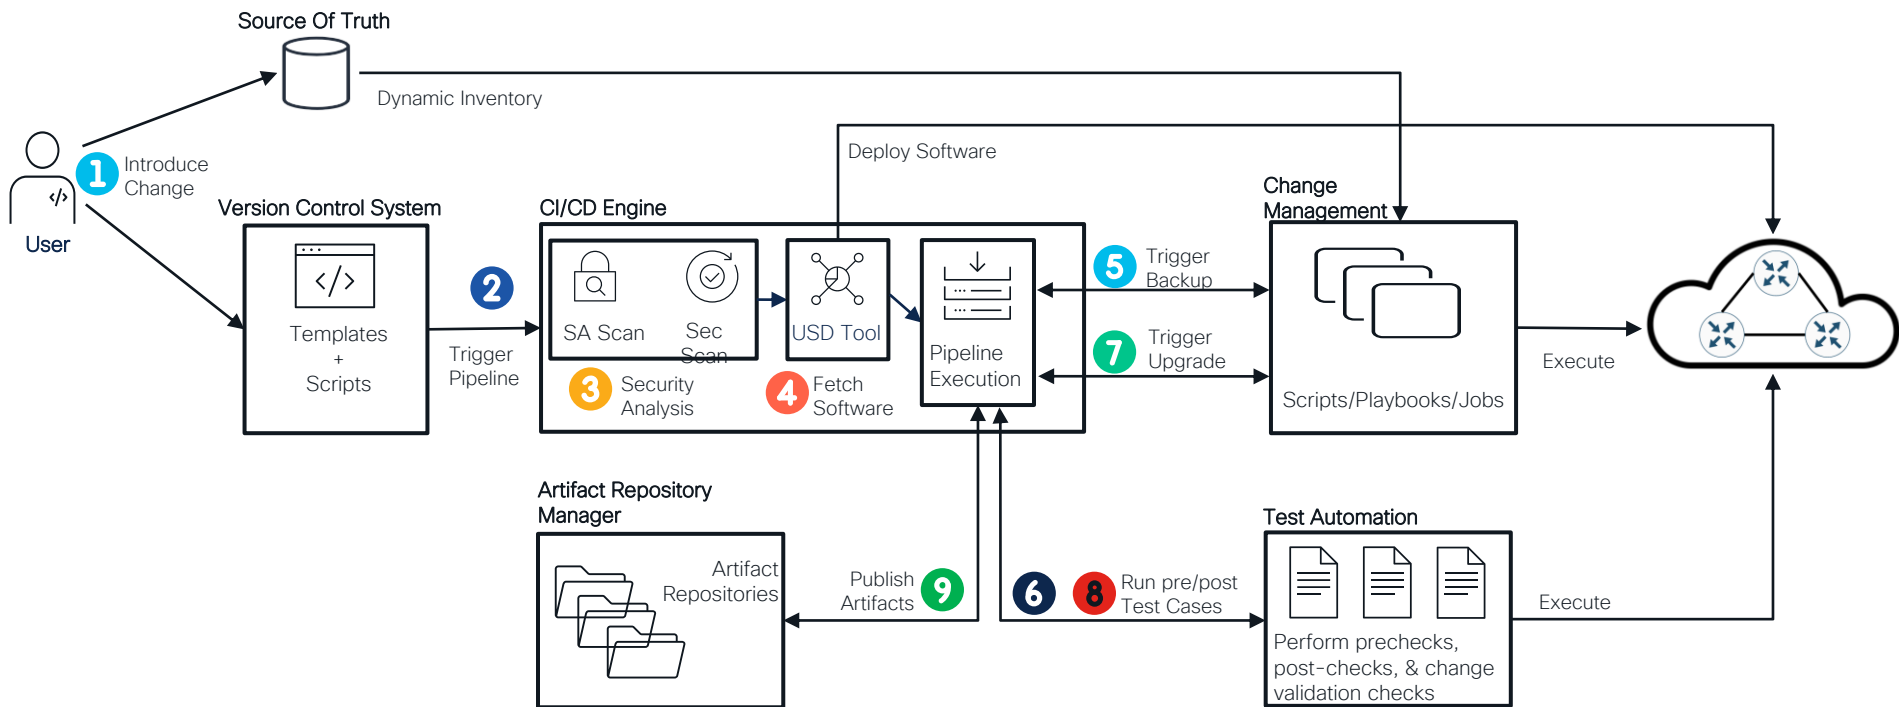 Source Of Truth
Dynamic Inventory
Deploy Software
1
Introduce
Change
User
</>
Version Control System
</>
Templates
+
Scripts
2
Trigger
Pipeline
CI/CD Engine
SA Scan
Sec
Scan
3
Security
Analysis
USD Tool
4
Fetch
Software
Pipeline
Execution
5
Trigger
Backup
7
Trigger
Upgrade
Change
Management
Scripts/Playbooks/Jobs
Execute
Artifact Repository
Manager
Artifact
Repositories
Publish
Artifacts
9
6
8
Run pre/post
Test Cases
Test Automation
Perform prechecks,
post-checks, & change
validation checks
Execute